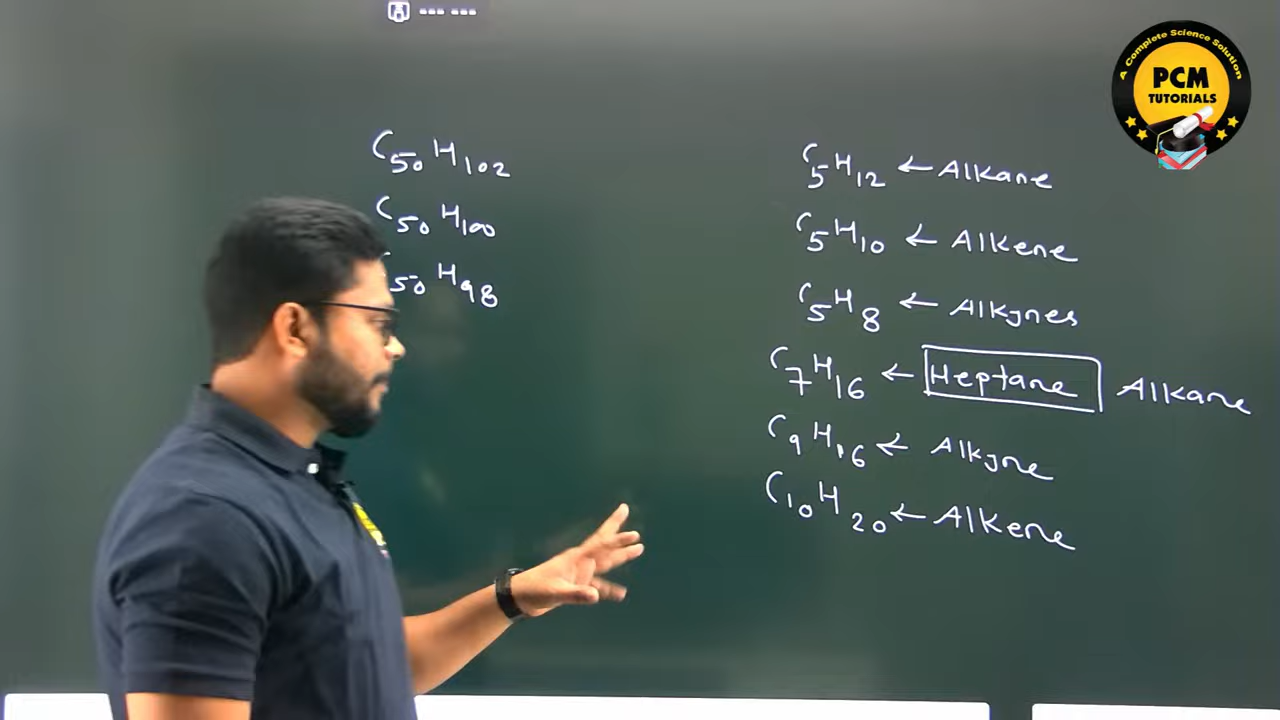 A Complete Science Solution
PCM
TUTORIALS
C50H102
C50H100
50H98
C5H12 ← Alkane
C5H10 ← Alkene
C5H8 ← Alkynes
C7H16 ← Heptane Alkane
C9H16 ← Alkyne
C10H20 ← Alkene